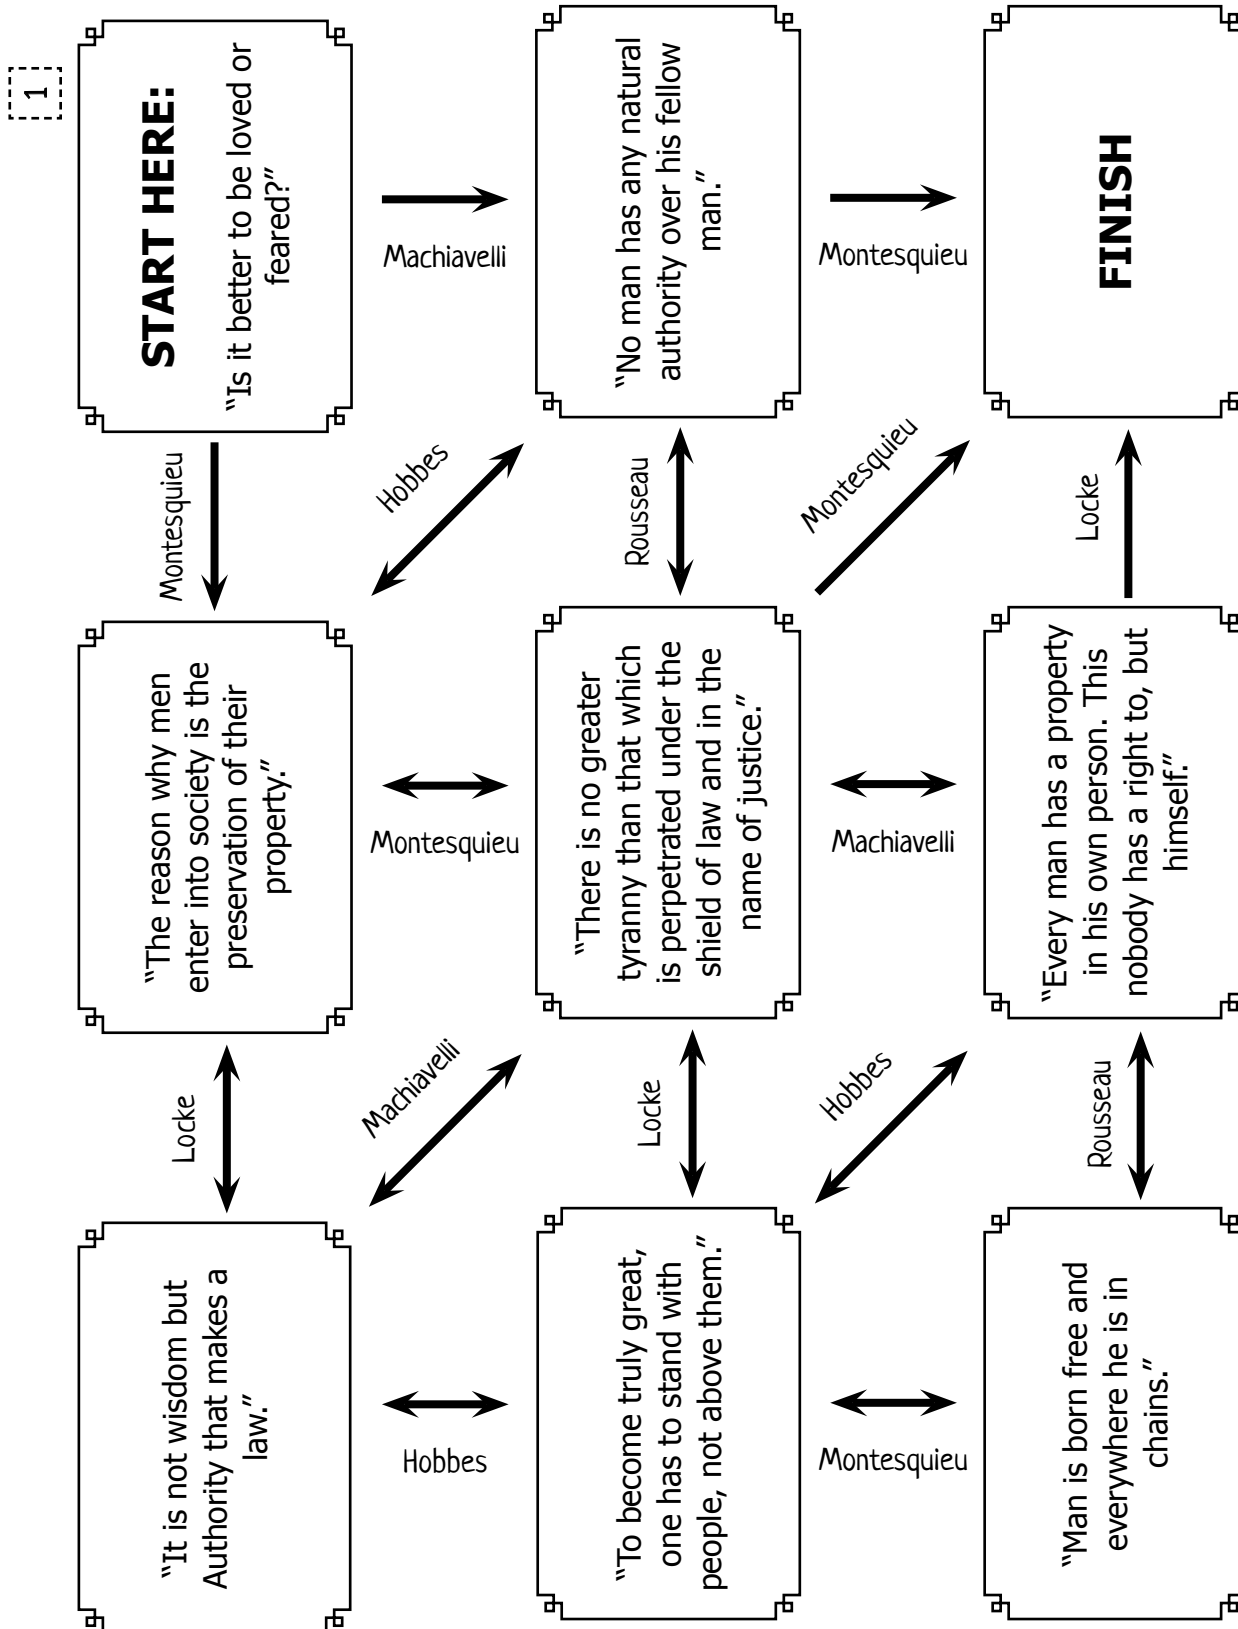 1
“It is not wisdom but
Authority that makes a
law.”
Locke
“The reason why men
enter into society is the
preservation of their
property.”
Montesquieu
START HERE:
“Is it better to be loved or
feared?”
Hobbes
Machiavelli
Montesquieu
Hobbes
Machiavelli
“To become truly great,
one has to stand with
people, not above them.”
Locke
“There is no greater
tyranny than that which
is perpetrated under the
shield of law and in the
name of justice.”
Rousseau
“No man has any natural
authority over his fellow
man.”
Montesquieu
Hobbes
Machiavelli
Montesquieu
Montesquieu
“Man is born free and
everywhere he is in
chains.”
Rousseau
“Every man has a property
in his own person. This
nobody has a right to, but
himself.”
Locke
FINISH